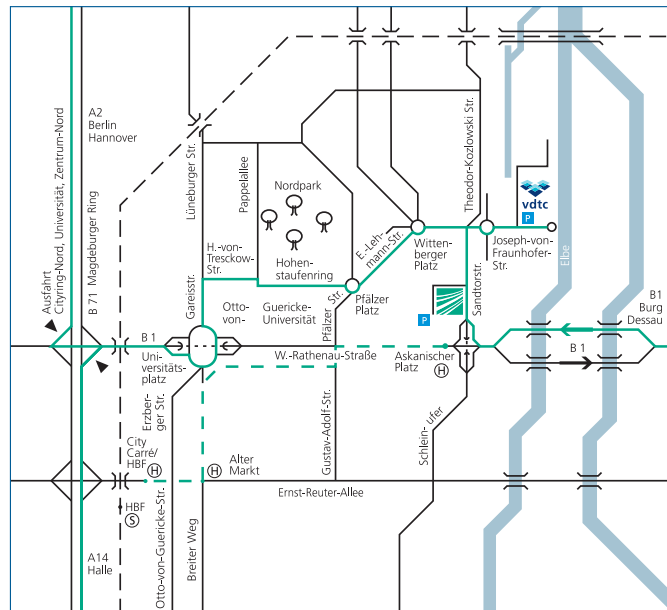 A2
Berlin
Hannover
Ausfahrt
Cityring-Nord, Universität, Zentrum-Nord
B 71 Magdeburger Ring
Lüneburger Str.
Pappelallee
Nordpark
Theodor-Kozlowski Str.
vdtc
P
H.-von-
Tresckow-
Str.
Hohen-
staufenring
E.-Leh-
mann-Str.
Witten-
berger
Platz
Joseph-von-
Fraunhofer-
Str.
Elbe
Gareisstr.
Otto-
von-
Guericke-
Universität
Pfälzer Str.
Pfälzer
Platz
P
Sandtorstr.
B1
Burg
Dessau
B 1
Uni-
versitäts-
platz
W.-Rathenau-Straße
Askanischer
Platz
H
B 1
Erzber-
ger Str.
City
Carré/
HBF
H
H
Alter
Markt
Gustav-Adolf-Str.
Schlein-ufer
Ernst-Reuter-Allee
HBF
S
Otto-von-Guericke-Str.
Breiter Weg
A14
Halle